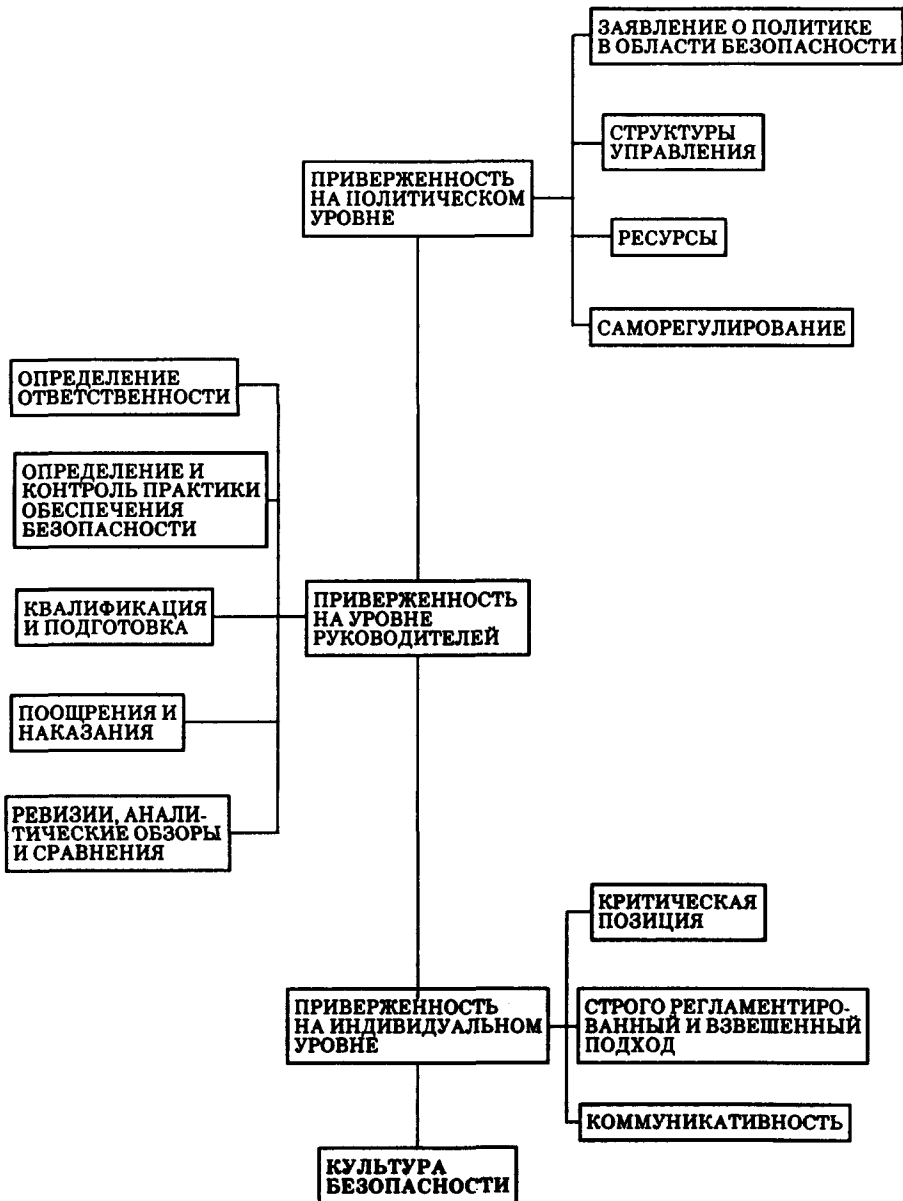 ЗАЯВЛЕНИЕ О ПОЛИТИКЕ
В ОБЛАСТИ БЕЗОПАСНОСТИ
СТРУКТУРЫ
УПРАВЛЕНИЯ
ПРИВЕРЖЕННОСТЬ
НА ПОЛИТИЧЕСКОМ
УРОВНЕ
РЕСУРСЫ
САМОРЕГУЛИРОВАНИЕ
ОПРЕДЕЛЕНИЕ
ОТВЕТСТВЕННОСТИ
ОПРЕДЕЛЕНИЕ И
КОНТРОЛЬ ПРАКТИКИ
ОБЕСПЕЧЕНИЯ
БЕЗОПАСНОСТИ
КВАЛИФИКАЦИЯ
И ПОДГОТОВКА
ПРИВЕРЖЕННОСТЬ
НА УРОВНЕ
РУКОВОДИТЕЛЕЙ
ПООЩРЕНИЯ И
НАКАЗАНИЯ
РЕВИЗИИ, АНАЛИ-
ТИЧЕСКИЕ ОБЗОРЫ
И СРАВНЕНИЯ
КРИТИЧЕСКАЯ
ПОЗИЦИЯ
ПРИВЕРЖЕННОСТЬ
НА ИНДИВИДУАЛЬНОМ
УРОВНЕ
СТРОГО РЕГЛАМЕНТИРО-
ВАННЫЙ И ВЗВЕШЕННЫЙ
ПОДХОД
КОММУНИКАТИВНОСТЬ
КУЛЬТУРА
БЕЗОПАСНОСТИ